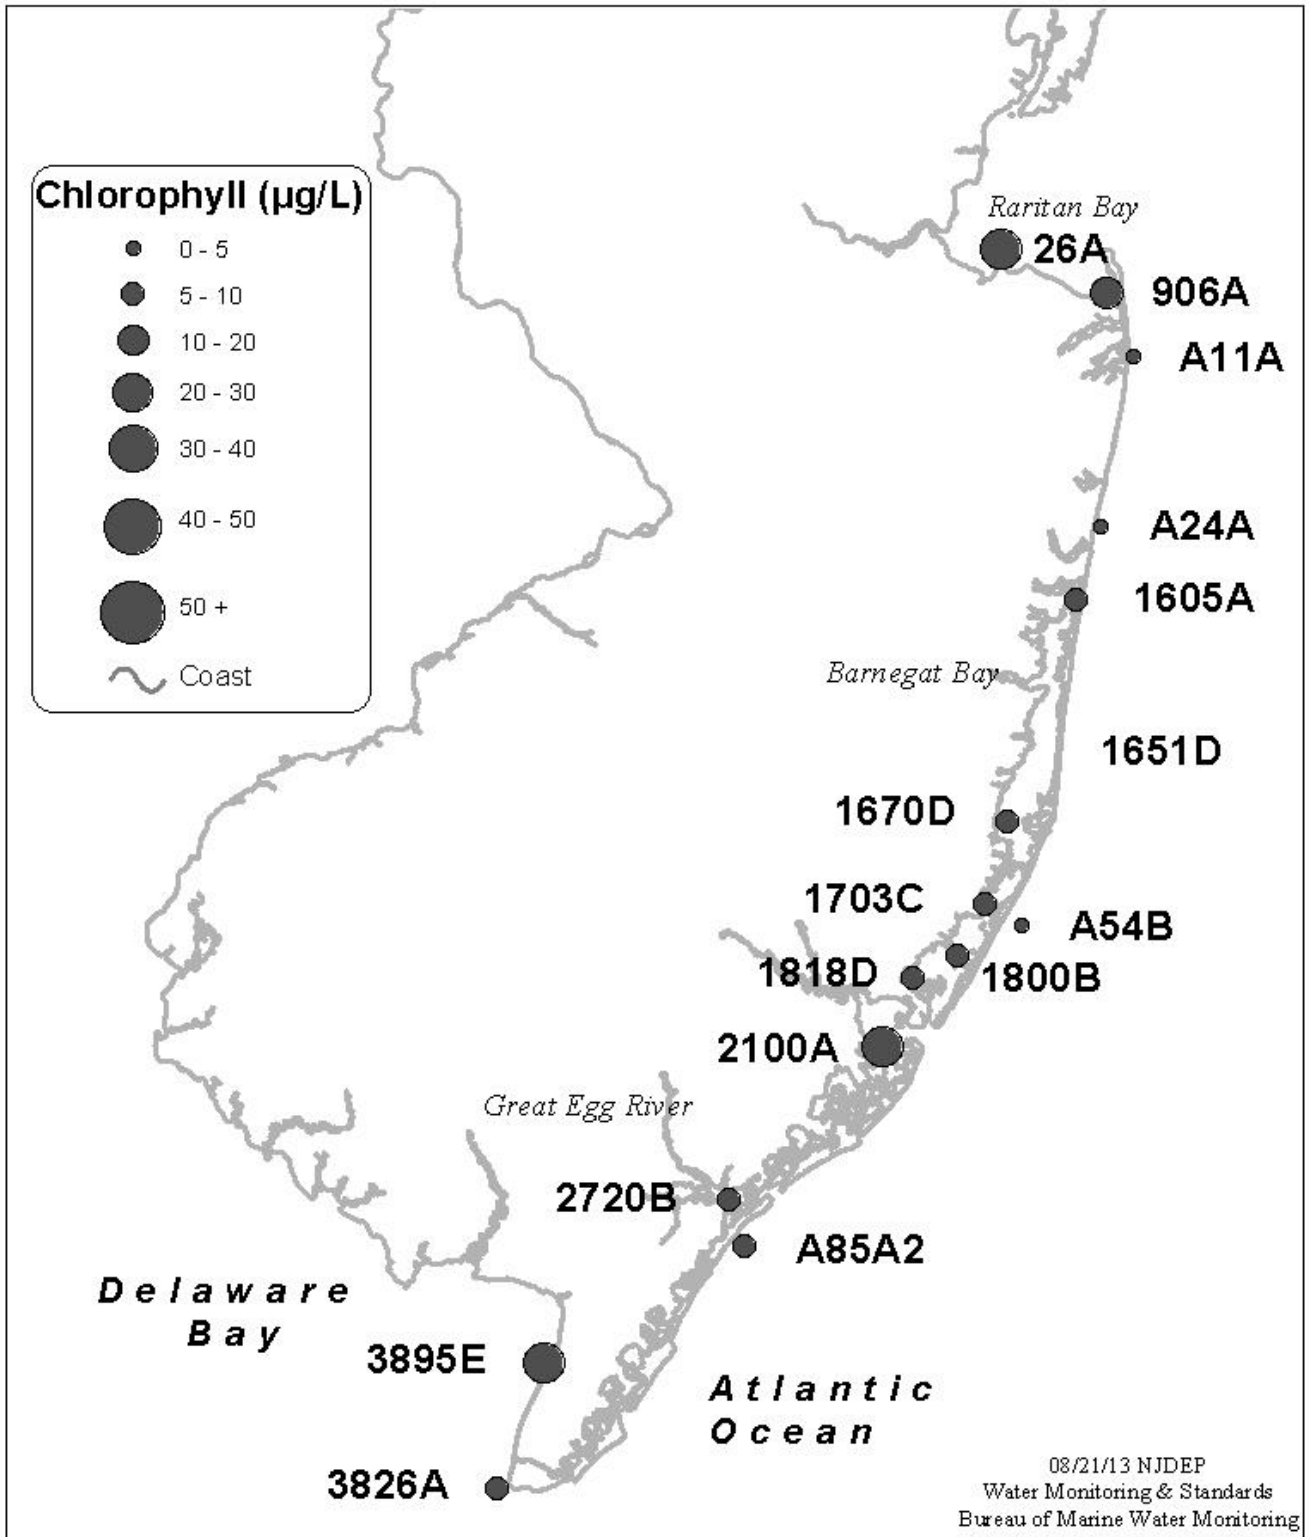 Chlorophyll (µg/L)
0 - 5
5 - 10
10 - 20
20 - 30
30 - 40
40 - 50
50 +
Coast
Raritan Bay
26A
906A
A11A
A24A
1605A
Barnegat Bay
1651D
1670D
1703C
A54B
1818D
1800B
2100A
Great Egg River
2720B
A85A2
Delaware
Bay
3895E
Atlantic
Ocean
3826A
08/21/13 NJDEP
Water Monitoring & Standards
Bureau of Marine Water Monitoring